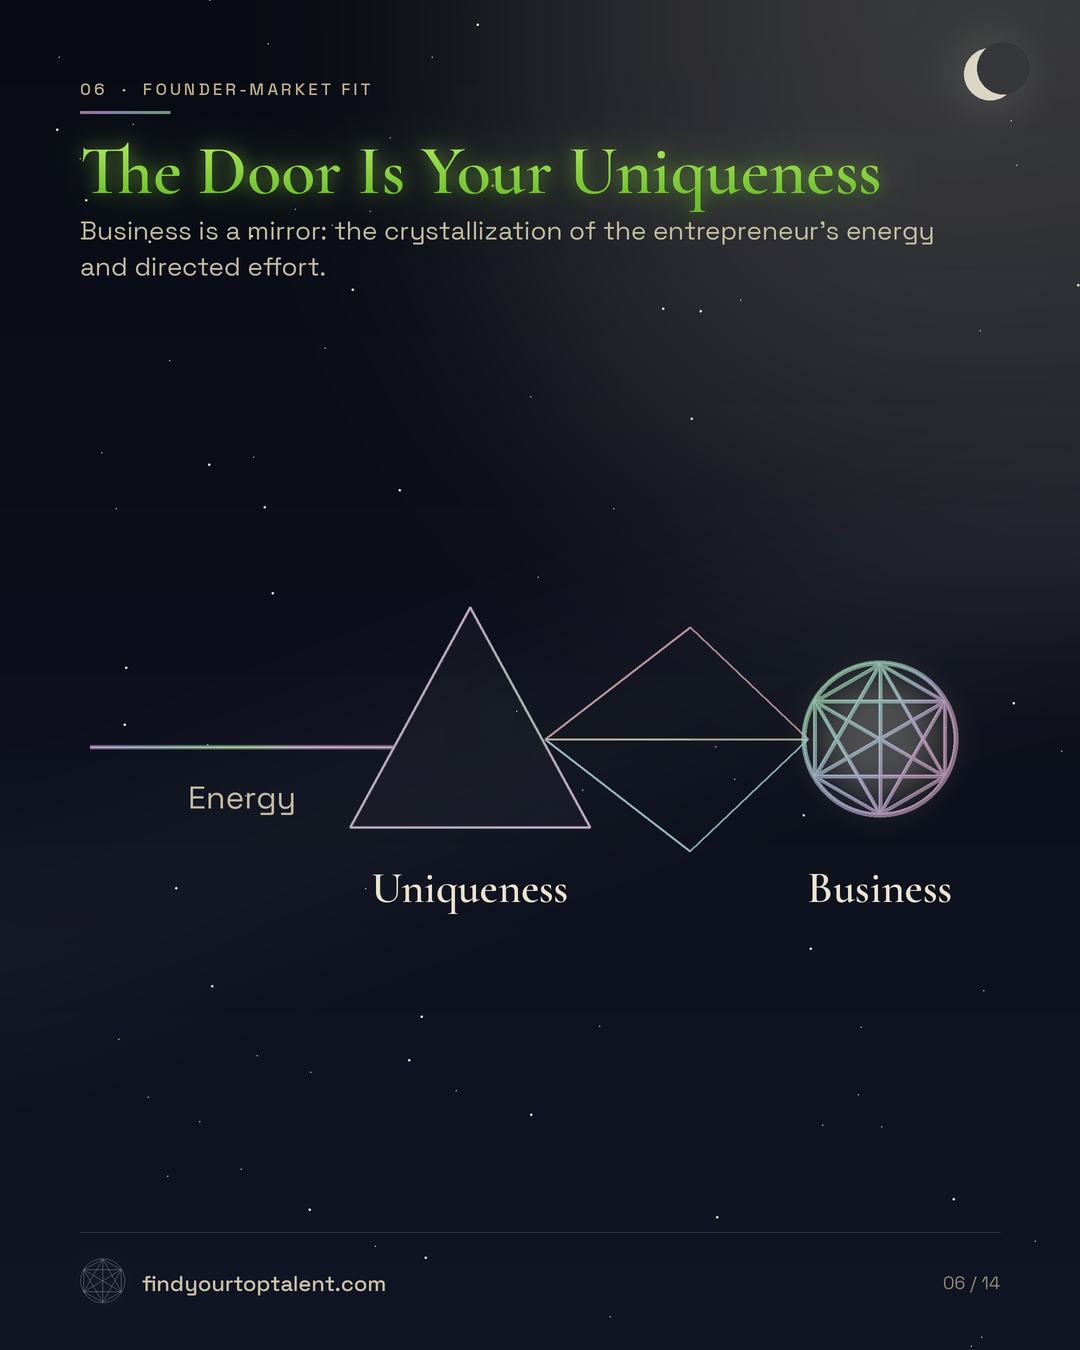 06 · FOUNDER-MARKET FIT
The Door Is Your Uniqueness
Business is a mirror: the crystallization of the entrepreneur's energy
and directed effort.
Energy
Uniqueness
Business
findyourtoptalent.com
06 / 14